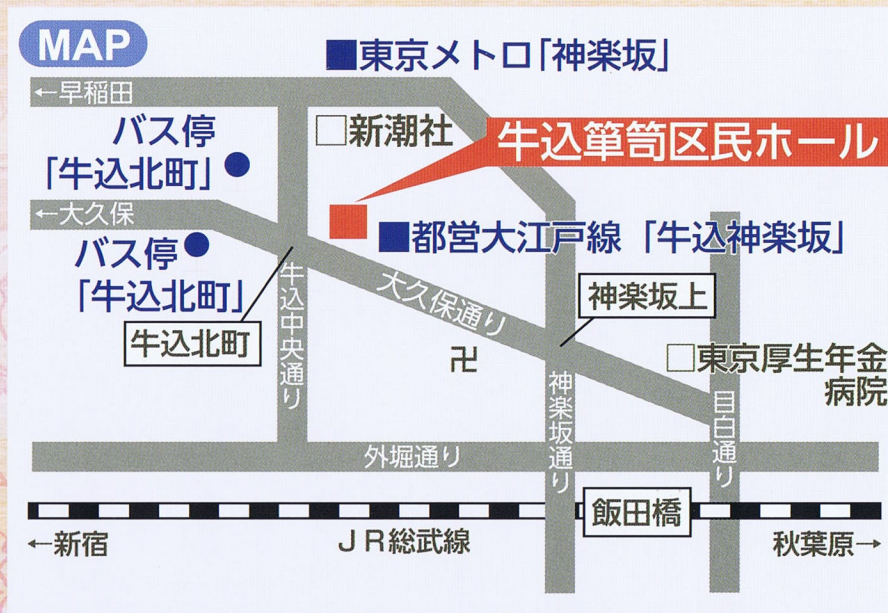 MAP
■東京メトロ「神楽坂」
←早稲田
バス停
「牛込北町」●
□新潮社
牛込箪笥区民ホール
←大久保
■都営大江戸線「牛込神楽坂」
バス停●
「牛込北町」
牛込北町
牛込中央通り
大久保通り
神楽坂上
卍
□東京厚生年金
病院
神楽坂通り
目白通り
外堀通り
飯田橋
←新宿
JR総武線
秋葉原→